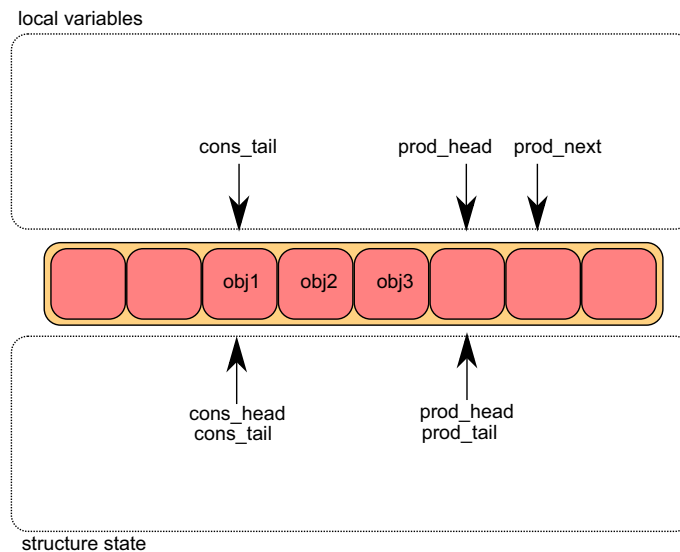 local variables
cons_tail prod_head prod_next
obj1 obj2 obj3
cons_head prod_head
cons_tail prod_tail
structure state